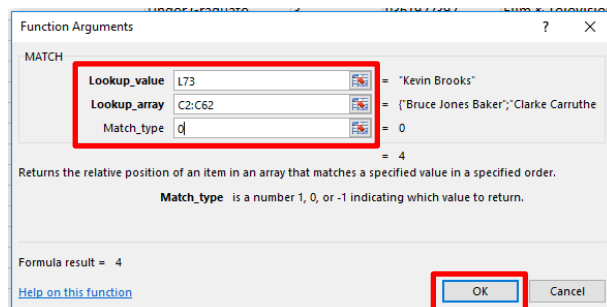 Under Graduate
Function Arguments ? X
MATCH
Lookup_value L73 = "Kevin Brooks"
Lookup_array C2:C62 = {"Bruce Jones Baker";"Clarke Carruthe
Match_type 0 = 0
= 4
Returns the relative position of an item in an array that matches a specified value in a specified order.
Match_type is a number 1, 0, or -1 indicating which value to return.
Formula result = 4
Help on this function OK Cancel